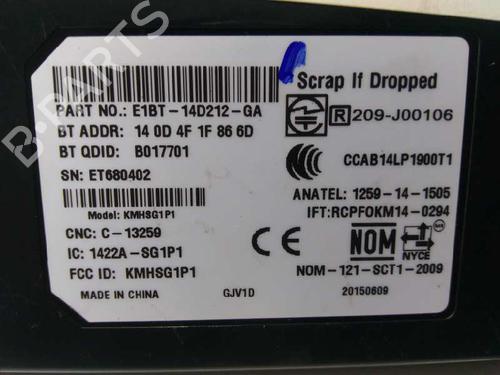 PART NO.: E1BT-14D212-GA
BT ADDR: 14 0D 4F 1F 86 6D
BT QDID: B017701
SN: ET680402
Model: KMHSG1P1
CNC: C-13259
IC: 1422A-SG1P1
FCC ID: KMHSG1P1
MADE IN CHINA
GJV1D
Scrap If Dropped
R 209-J00106
CCAB14LP1900T1
ANATEL: 1259-14-1505
IFT:RCPFOKM14-0294
CE
NOM
NYCE
NOM-121-SCT1-2009
20150609
B-PARTS